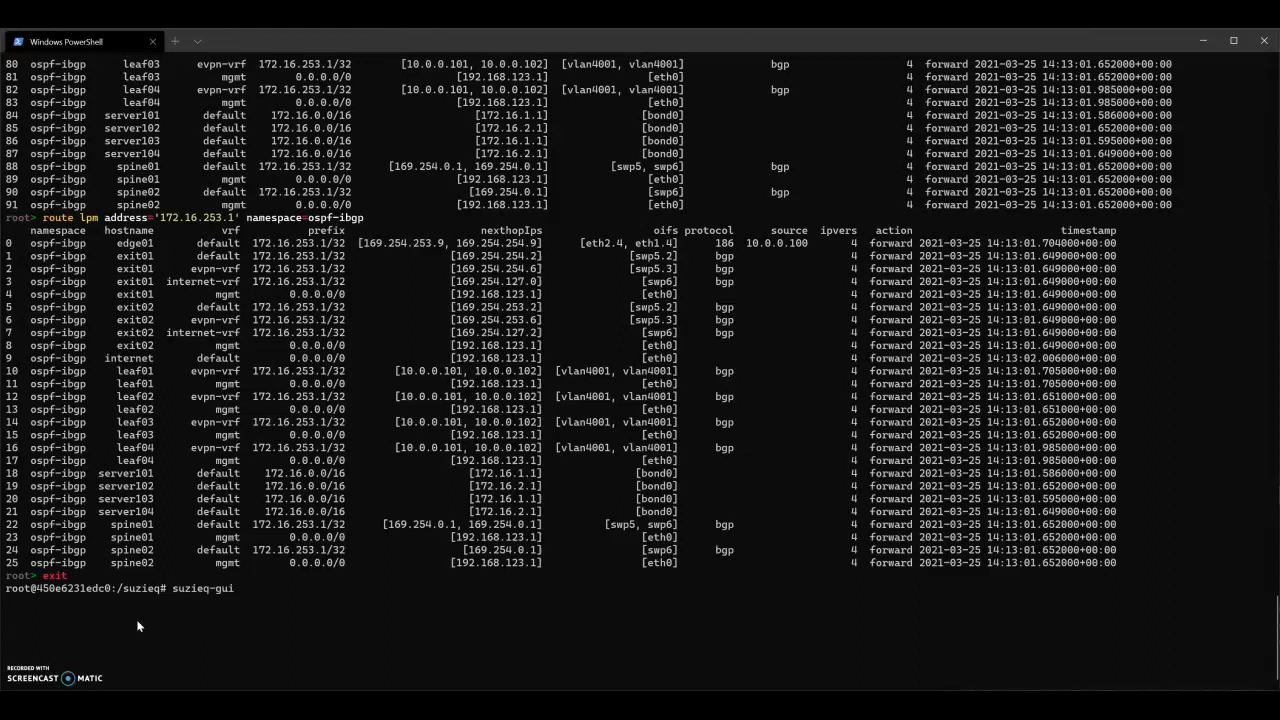 Windows PowerShell
80 ospf-ibgp leaf03 evpn-vrf 172.16.253.1/32 [10.0.0.101, 10.0.0.102] [vlan4001, vlan4001] bgp 4 forward 2021-03-25 14:13:01.652000+00:00
81 ospf-ibgp leaf03 mgmt 0.0.0.0/0 [192.168.123.1] [eth0] 4 forward 2021-03-25 14:13:01.652000+00:00
82 ospf-ibgp leaf04 evpn-vrf 172.16.253.1/32 [10.0.0.101, 10.0.0.102] [vlan4001, vlan4001] bgp 4 forward 2021-03-25 14:13:01.985000+00:00
83 ospf-ibgp leaf04 mgmt 0.0.0.0/0 [192.168.123.1] [eth0] 4 forward 2021-03-25 14:13:01.985000+00:00
84 ospf-ibgp server101 default 172.16.0.0/16 [172.16.1.1] [bond0] 4 forward 2021-03-25 14:13:01.586000+00:00
85 ospf-ibgp server102 default 172.16.0.0/16 [172.16.2.1] [bond0] 4 forward 2021-03-25 14:13:01.652000+00:00
86 ospf-ibgp server103 default 172.16.0.0/16 [172.16.1.1] [bond0] 4 forward 2021-03-25 14:13:01.595000+00:00
87 ospf-ibgp server104 default 172.16.0.0/16 [172.16.2.1] [bond0] 4 forward 2021-03-25 14:13:01.649000+00:00
88 ospf-ibgp spine01 default 172.16.253.1/32 [169.254.0.1, 169.254.0.1] [swp5, swp6] bgp 4 forward 2021-03-25 14:13:01.652000+00:00
89 ospf-ibgp spine01 mgmt 0.0.0.0/0 [192.168.123.1] [eth0] 4 forward 2021-03-25 14:13:01.652000+00:00
90 ospf-ibgp spine02 default 172.16.253.1/32 [169.254.0.1] [swp6] bgp 4 forward 2021-03-25 14:13:01.652000+00:00
91 ospf-ibgp spine02 mgmt 0.0.0.0/0 [192.168.123.1] [eth0] 4 forward 2021-03-25 14:13:01.652000+00:00
root> route lpm address='172.16.253.1' namespace=ospf-ibgp
namespace hostname vrf prefix nexthopIps oifs protocol source ipvers action timestamp
0 ospf-ibgp edge01 default 172.16.253.1/32 [169.254.253.9, 169.254.254.9] [eth2.4, eth1.4] 186 10.0.0.100 4 forward 2021-03-25 14:13:01.704000+00:00
1 ospf-ibgp exit01 default 172.16.253.1/32 [169.254.254.2] [swp5.2] bgp 4 forward 2021-03-25 14:13:01.649000+00:00
2 ospf-ibgp exit01 evpn-vrf 172.16.253.1/32 [169.254.254.6] [swp5.3] bgp 4 forward 2021-03-25 14:13:01.649000+00:00
3 ospf-ibgp exit01 internet-vrf 172.16.253.1/32 [169.254.127.0] [swp6] bgp 4 forward 2021-03-25 14:13:01.649000+00:00
4 ospf-ibgp exit01 mgmt 0.0.0.0/0 [192.168.123.1] [eth0] 4 forward 2021-03-25 14:13:01.649000+00:00
5 ospf-ibgp exit02 default 172.16.253.1/32 [169.254.253.2] [swp5.2] bgp 4 forward 2021-03-25 14:13:01.649000+00:00
6 ospf-ibgp exit02 evpn-vrf 172.16.253.1/32 [169.254.253.6] [swp5.3] bgp 4 forward 2021-03-25 14:13:01.649000+00:00
7 ospf-ibgp exit02 internet-vrf 172.16.253.1/32 [169.254.127.2] [swp6] bgp 4 forward 2021-03-25 14:13:01.649000+00:00
8 ospf-ibgp exit02 mgmt 0.0.0.0/0 [192.168.123.1] [eth0] 4 forward 2021-03-25 14:13:01.649000+00:00
9 ospf-ibgp internet default 0.0.0.0/0 [192.168.123.1] [eth0] 4 forward 2021-03-25 14:13:02.006000+00:00
10 ospf-ibgp leaf01 evpn-vrf 172.16.253.1/32 [10.0.0.101, 10.0.0.102] [vlan4001, vlan4001] bgp 4 forward 2021-03-25 14:13:01.705000+00:00
11 ospf-ibgp leaf01 mgmt 0.0.0.0/0 [192.168.123.1] [eth0] 4 forward 2021-03-25 14:13:01.705000+00:00
12 ospf-ibgp leaf02 evpn-vrf 172.16.253.1/32 [10.0.0.101, 10.0.0.102] [vlan4001, vlan4001] bgp 4 forward 2021-03-25 14:13:01.651000+00:00
13 ospf-ibgp leaf02 mgmt 0.0.0.0/0 [192.168.123.1] [eth0] 4 forward 2021-03-25 14:13:01.651000+00:00
14 ospf-ibgp leaf03 evpn-vrf 172.16.253.1/32 [10.0.0.101, 10.0.0.102] [vlan4001, vlan4001] bgp 4 forward 2021-03-25 14:13:01.652000+00:00
15 ospf-ibgp leaf03 mgmt 0.0.0.0/0 [192.168.123.1] [eth0] 4 forward 2021-03-25 14:13:01.652000+00:00
16 ospf-ibgp leaf04 evpn-vrf 172.16.253.1/32 [10.0.0.101, 10.0.0.102] [vlan4001, vlan4001] bgp 4 forward 2021-03-25 14:13:01.985000+00:00
17 ospf-ibgp leaf04 mgmt 0.0.0.0/0 [192.168.123.1] [eth0] 4 forward 2021-03-25 14:13:01.985000+00:00
18 ospf-ibgp server101 default 172.16.0.0/16 [172.16.1.1] [bond0] 4 forward 2021-03-25 14:13:01.586000+00:00
19 ospf-ibgp server102 default 172.16.0.0/16 [172.16.2.1] [bond0] 4 forward 2021-03-25 14:13:01.652000+00:00
20 ospf-ibgp server103 default 172.16.0.0/16 [172.16.1.1] [bond0] 4 forward 2021-03-25 14:13:01.595000+00:00
21 ospf-ibgp server104 default 172.16.0.0/16 [172.16.2.1] [bond0] 4 forward 2021-03-25 14:13:01.649000+00:00
22 ospf-ibgp spine01 default 172.16.253.1/32 [169.254.0.1, 169.254.0.1] [swp5, swp6] bgp 4 forward 2021-03-25 14:13:01.652000+00:00
23 ospf-ibgp spine01 mgmt 0.0.0.0/0 [192.168.123.1] [eth0] 4 forward 2021-03-25 14:13:01.652000+00:00
24 ospf-ibgp spine02 default 172.16.253.1/32 [169.254.0.1] [swp6] bgp 4 forward 2021-03-25 14:13:01.652000+00:00
25 ospf-ibgp spine02 mgmt 0.0.0.0/0 [192.168.123.1] [eth0] 4 forward 2021-03-25 14:13:01.652000+00:00
root> exit
root@450e6231edc0:/suzieq# suzieq-gui
RECORDED WITH
SCREENCAST MATIC